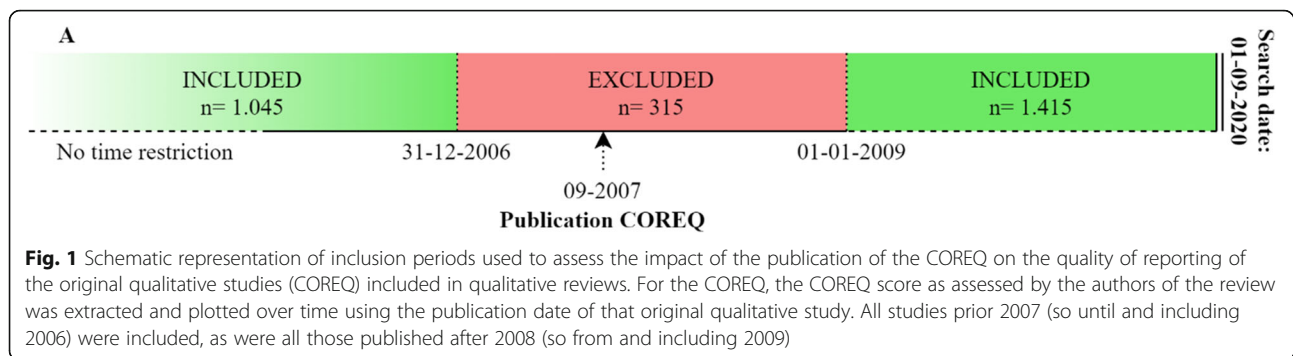 A
INCLUDED
n= 1.045
EXCLUDED
n= 315
INCLUDED
n= 1.415
Search date:
01-09-2020
No time restriction
31-12-2006
01-01-2009
09-2007
Publication COREQ
Fig. 1 Schematic representation of inclusion periods used to assess the impact of the publication of the COREQ on the quality of reporting of
the original qualitative studies (COREQ) included in qualitative reviews. For the COREQ, the COREQ score as assessed by the authors of the review
was extracted and plotted over time using the publication date of that original qualitative study. All studies prior 2007 (so until and including
2006) were included, as were all those published after 2008 (so from and including 2009)